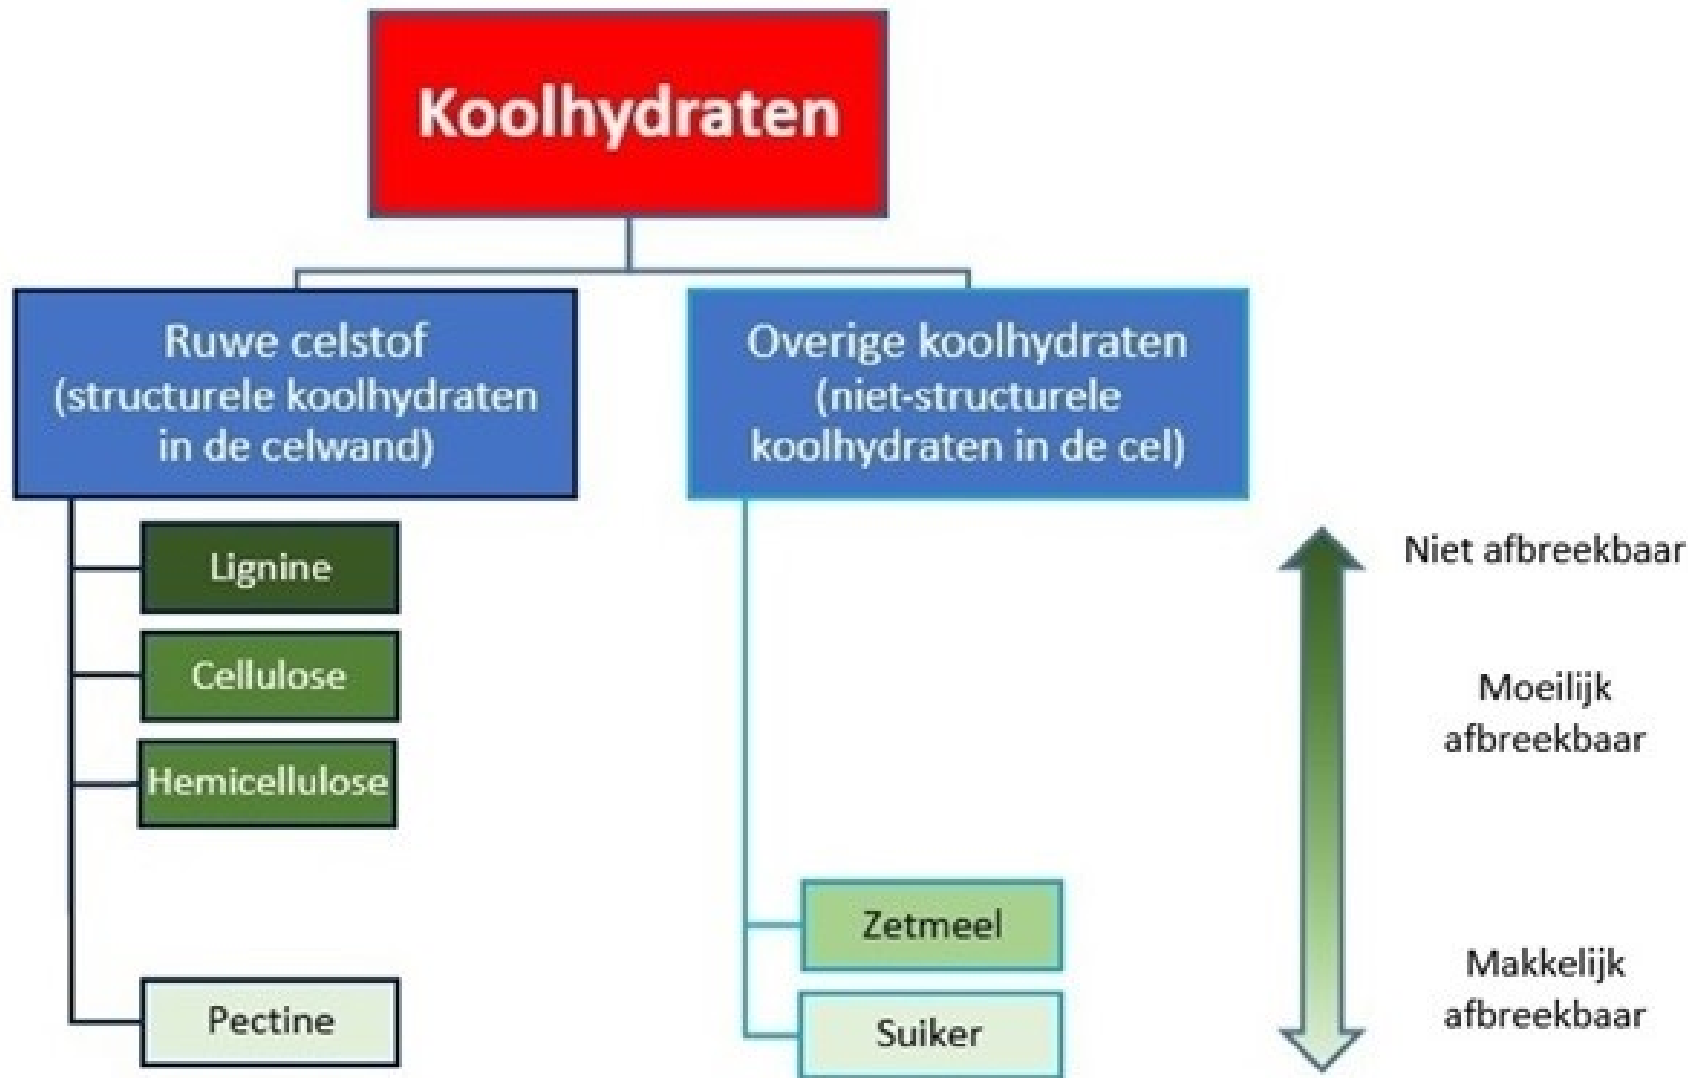 Koolhydraten
Ruwe celstof
(structurele koolhydraten
in de celwand)
Overige koolhydraten
(niet-structurele
koolhydraten in de cel)
Lignine
Cellulose
Hemicellulose
Pectine
Zetmeel
Suiker
Niet afbreekbaar
Moeilijk
afbreekbaar
Makkelijk
afbreekbaar